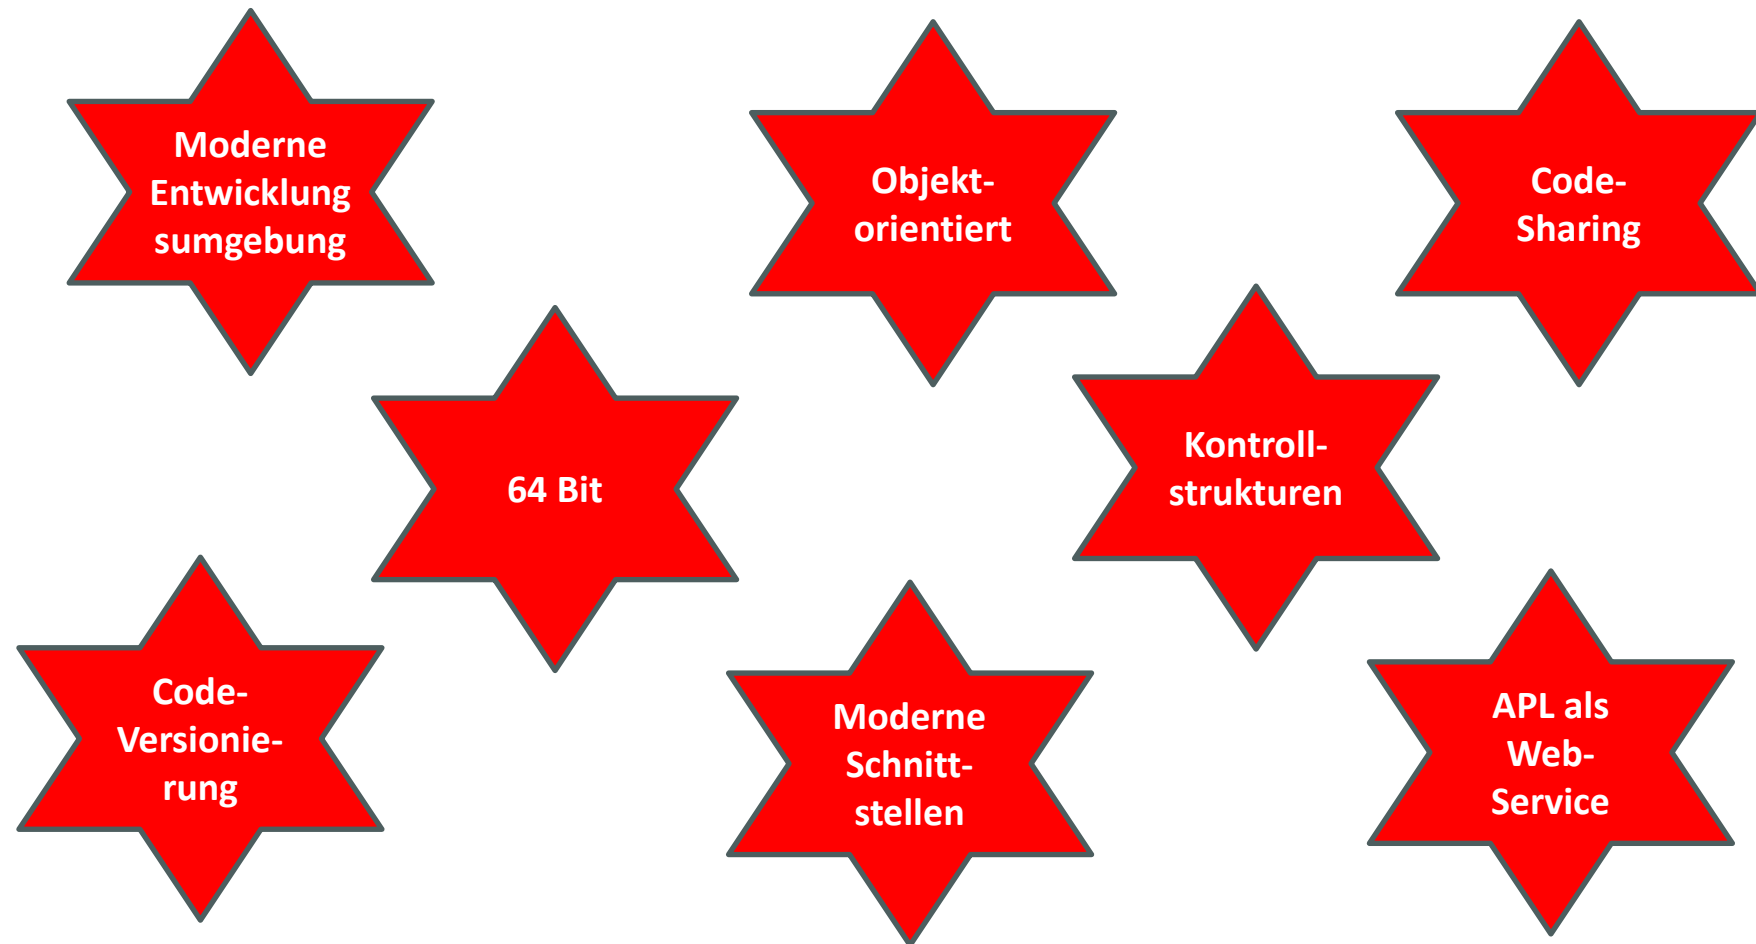 Moderne
Entwicklung
sumgebung
Objekt-
orientiert
Code-
Sharing
64 Bit
Kontroll-
strukturen
Code-
Versionie-
rung
Moderne
Schnitt-
stellen
APL als
Web-
Service